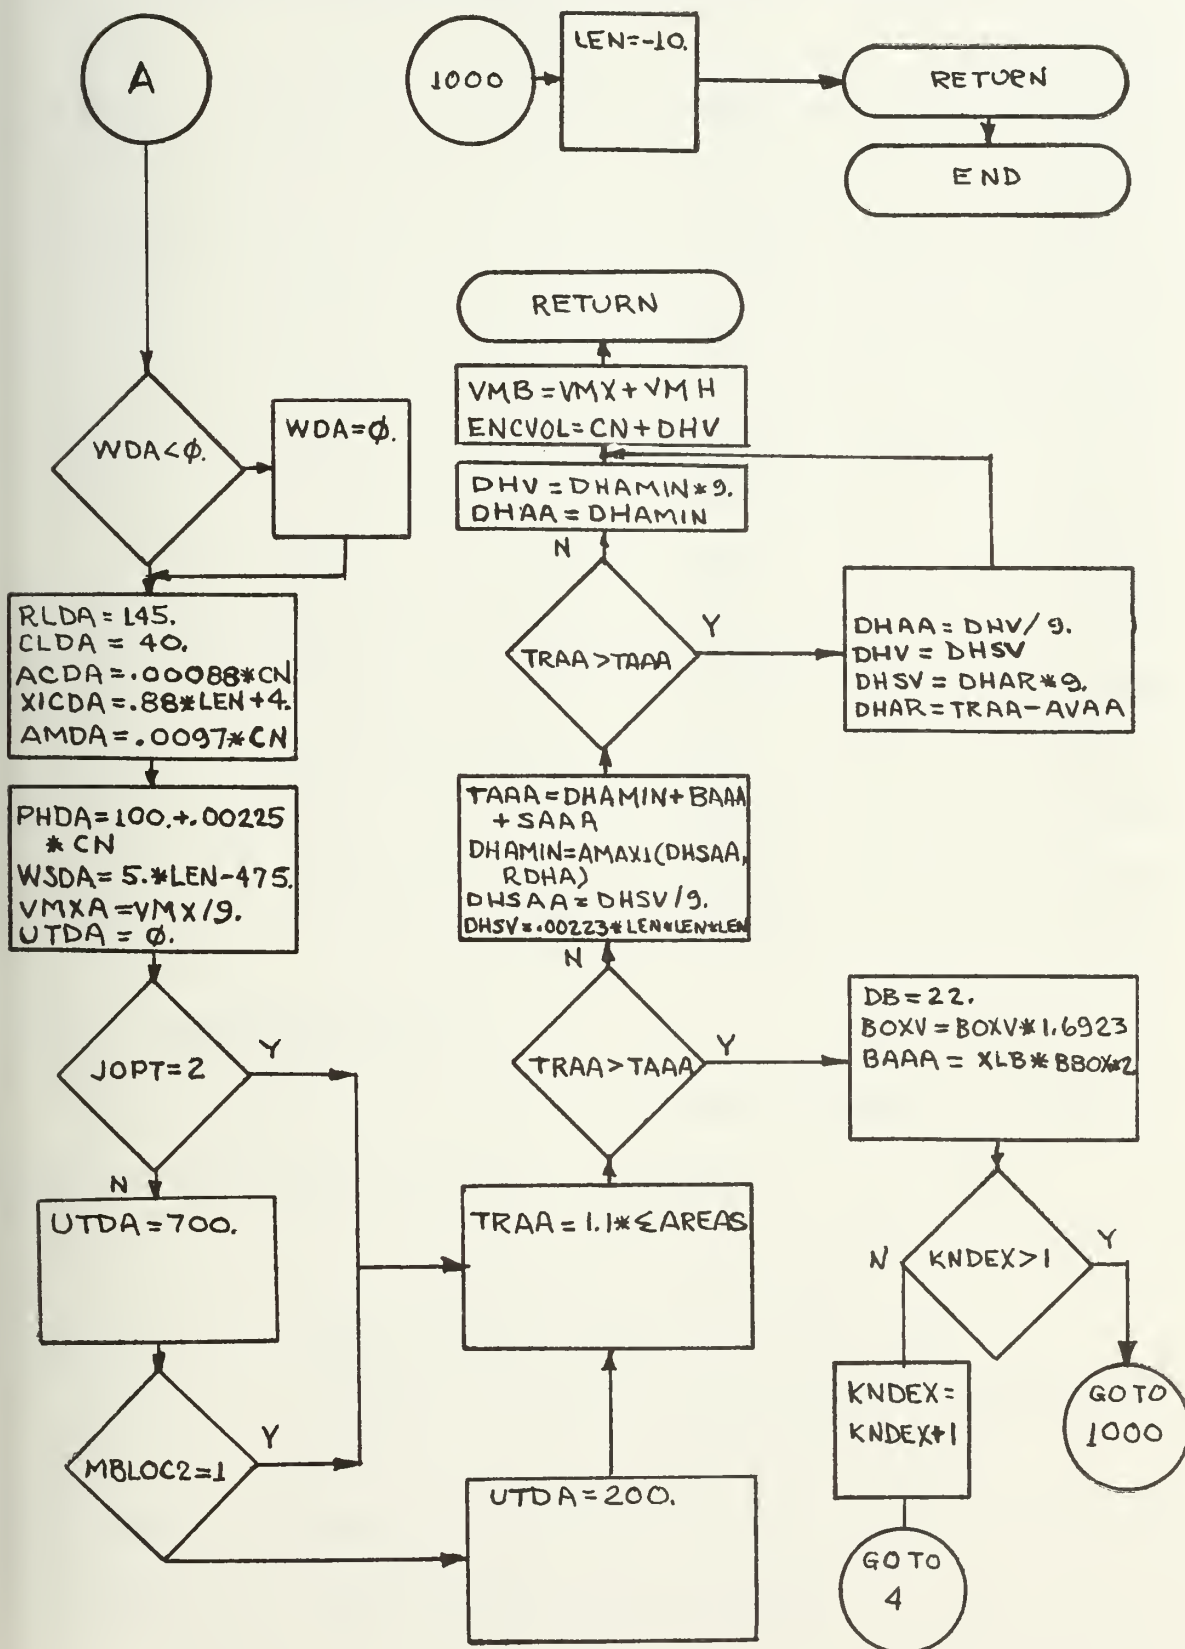 A
1000
LEN=-10.
RETURN
END
WDA<Ø.
WDA=Ø.
RLDA=145.
CLDA = 40.
ACDA=.00088*CN
XICDA=.88*LEN+4.
AMDA=.0097*CN
PHDA=100.+.00225
* CN
WSDA=5.*LEN-475.
VMXA=VMX/9.
UTDA = Ø.
JOPT=2
Y
N
UTDA=700.
MBLOC2=1
Y
RETURN
VMB=VMX+VMH
ENCVOL=CN+DHV
DHV=DHAMIN*9.
DHAA=DHAMIN
N
TRAA>TAAA
Y
DHAA=DHV/9.
DHV=DHSV
DHSV=DHAR*9.
DHAR=TRAA-AVAA
TAAA=DHAMIN+BAAA
+SAAA
DHAMIN=AMAX1(DHSAA,
RDHA)
DHSAA=DHSV/9.
DHSV=.00223*LEN*LEN*LEN
N
TRAA>TAAA
Y
DB=22.
BOXV=BOXV*1.6923
BAAA= XLB*BBOX*2
TRAA=1.1*ΣAREAS
UTDA=200.
N
KNDEX>1
Y
KNDEX=
KNDEX+1
GO TO
1000
GO TO
4